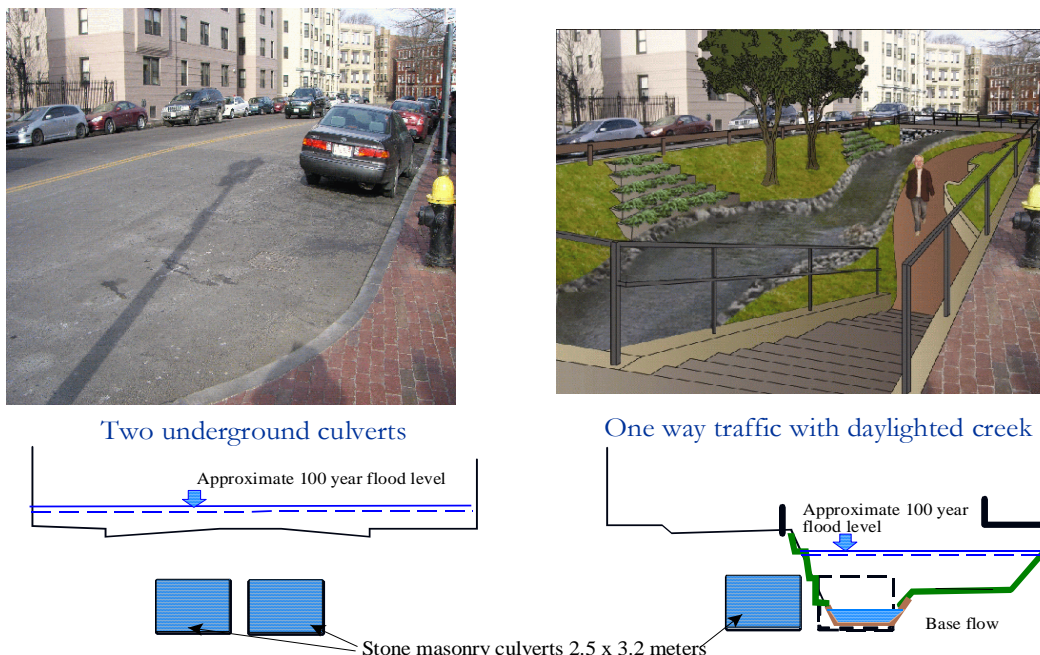 Two underground culverts
One way traffic with daylighted creek
Approximate 100 year flood level
Approximate 100 year
flood level
Base flow
Stone masonry culverts 2.5 x 3.2 meters